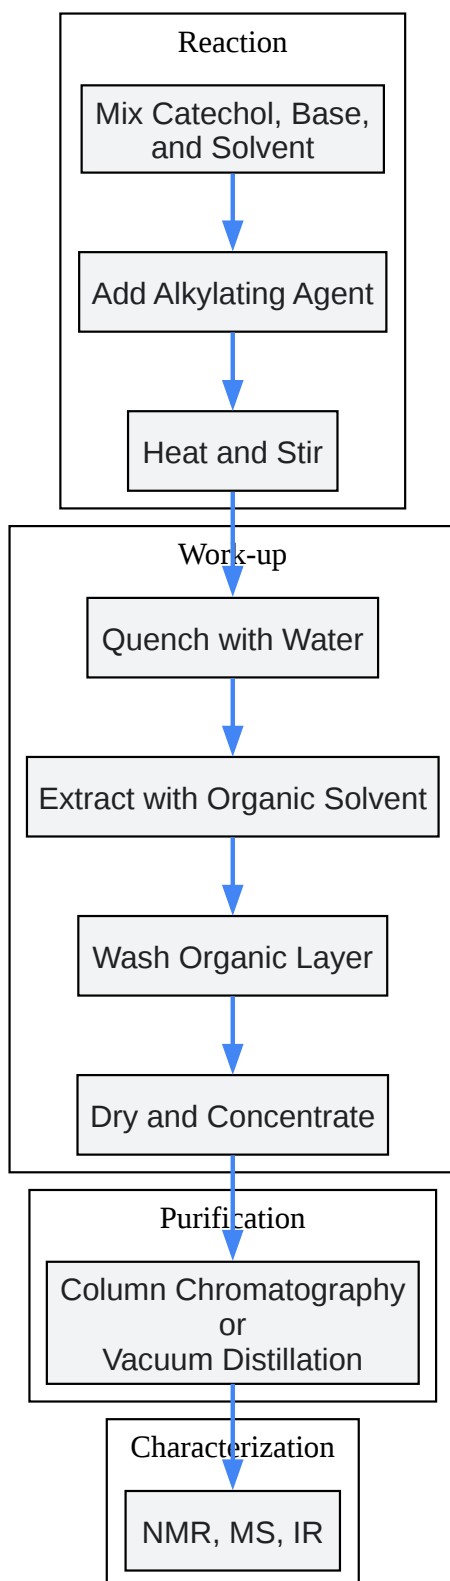 Reaction
Mix Catechol, Base,
and Solvent
Add Alkylating Agent
Heat and Stir
Work-up
Quench with Water
Extract with Organic Solvent
Wash Organic Layer
Dry and Concentrate
Purification
Column Chromatography
or
Vacuum Distillation
Characterization
NMR, MS, IR